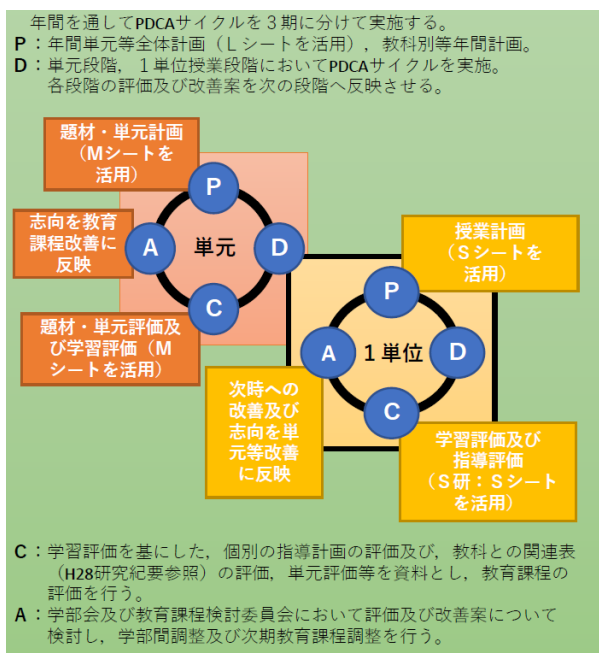 年間を通してPDCAサイクルを３期に分けて実施する。
P：年間単元等全体計画（Ｌシートを活用），教科別等年間計画。
D：単元段階，１単位授業段階においてPDCAサイクルを実施。
各段階の評価及び改善案を次の段階へ反映させる。
題材・単元計画
（Mシートを
活用）
P
志向を教育
課程改善に
反映
A
単元
D
C
題材・単元評価及
び学習評価（M
シートを活用）
授業計画
（Ｓシートを
活用）
P
A
１単位
D
C
次時への
改善及び
志向を単
元等改善
に反映
学習評価及び
指導評価
（Ｓ研：Ｓシート
を活用）
C：学習評価を基にした，個別の指導計画の評価及び，教科との関連表
（H28研究紀要参照）の評価，単元評価等を資料とし，教育課程の
評価を行う。
A：学部会及び教育課程検討委員会において評価及び改善案について
検討し，学部間調整及び次期教育課程調整を行う。